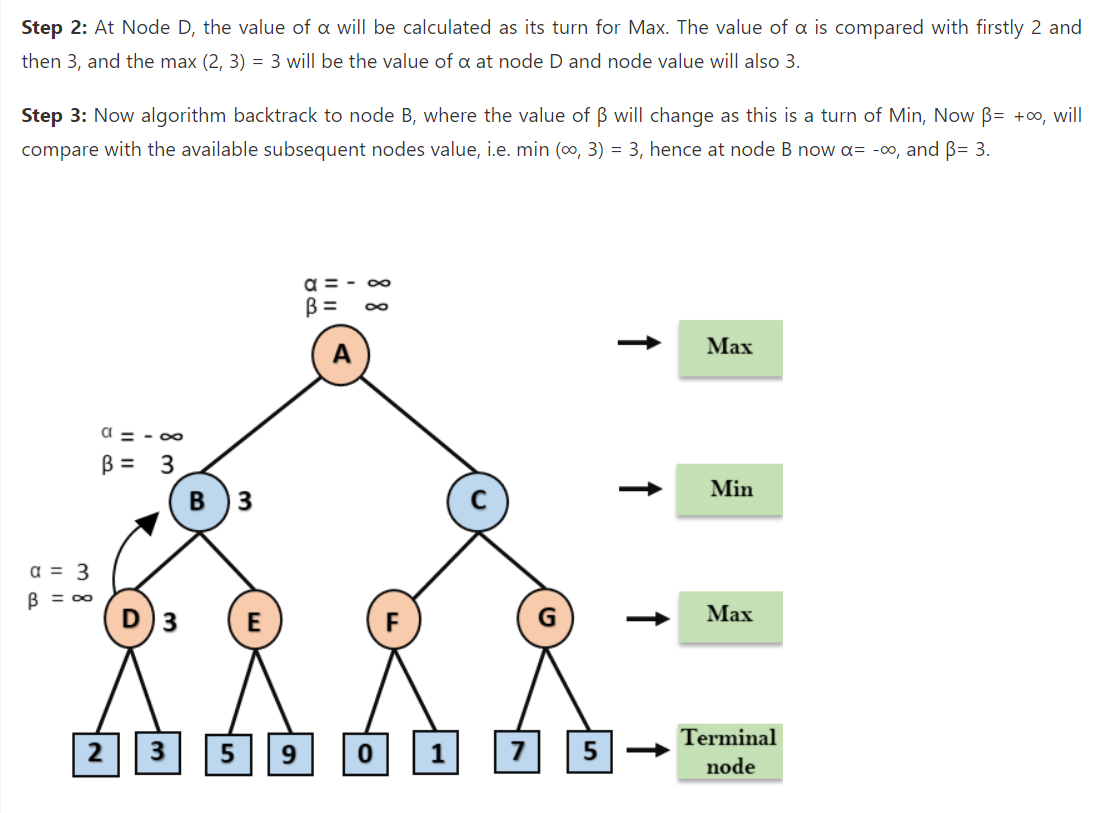 Step 2: At Node D, the value of α will be calculated as its turn for Max. The value of α is compared with firstly 2 and
then 3, and the max (2, 3) = 3 will be the value of α at node D and node value will also 3.
Step 3: Now algorithm backtrack to node B, where the value of β will change as this is a turn of Min, Now β= +∞, will
compare with the available subsequent nodes value, i.e. min (∞, 3) = 3, hence at node B now α= -∞, and β= 3.
α = - ∞
β = ∞
A
Max
α = - ∞
β = 3
B 3
C
Min
α = 3
β = ∞
D 3
E
F
G
Max
2 3 5 9 0 1 7 5
Terminal
node